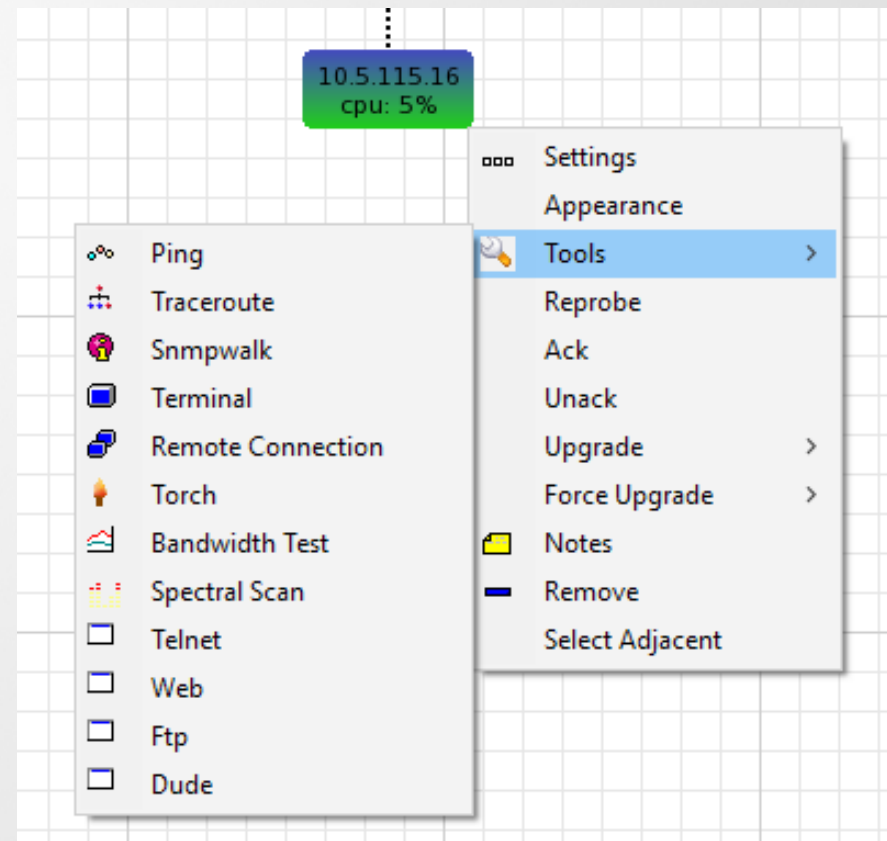 10.5.115.16
cpu: 5%
Settings
Appearance
Tools
Reprobe
Ack
Unack
Upgrade
Force Upgrade
Notes
Remove
Select Adjacent
Ping
Traceroute
Snmpwalk
Terminal
Remote Connection
Torch
Bandwidth Test
Spectral Scan
Telnet
Web
Ftp
Dude